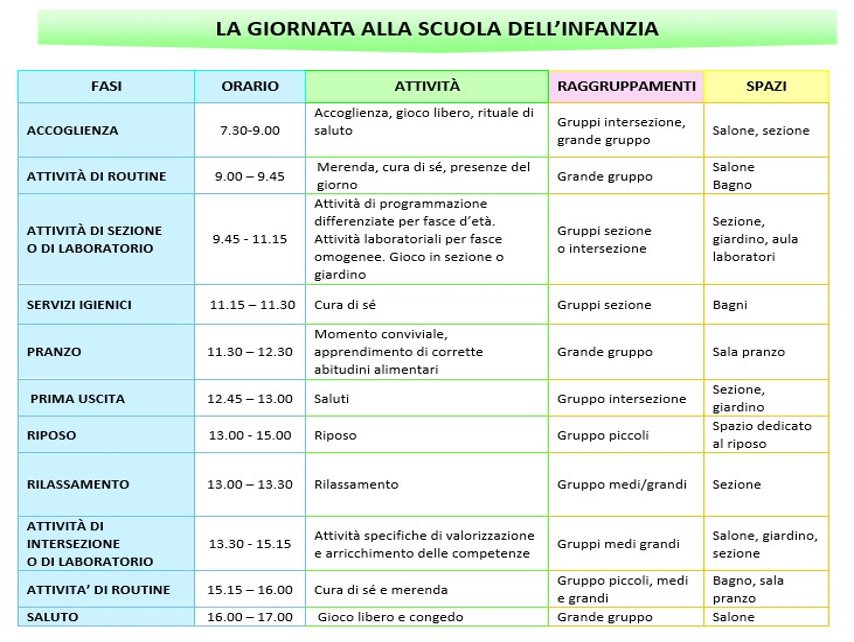 LA GIORNATA ALLA SCUOLA DELL’INFANZIA
FASI ORARIO ATTIVITÀ RAGGRUPPAMENTI SPAZI
ACCOGLIENZA
7.30-9.00
Accoglienza, gioco libero, rituale di
saluto
Gruppi intersezione,
grande gruppo
Salone, sezione
ATTIVITÀ DI ROUTINE
9.00 – 9.45
Merenda, cura di sé, presenze del
giorno
Grande gruppo
Salone
Bagno
ATTIVITÀ DI SEZIONE
O DI LABORATORIO
9.45 - 11.15
Attività di programmazione
differenziate per fasce d’età.
Attività laboratoriali per fasce
omogenee. Gioco in sezione o
giardino
Gruppi sezione
o intersezione
Sezione,
giardino, aula
laboratori
SERVIZI IGIENICI
11.15 – 11.30
Cura di sé
Gruppi sezione
Bagni
PRANZO
11.30 – 12.30
Momento conviviale,
apprendimento di corrette
abitudini alimentari
Grande gruppo
Sala pranzo
PRIMA USCITA
12.45 – 13.00
Saluti
Gruppo intersezione
Sezione,
giardino
RIPOSO
13.00 - 15.00
Riposo
Gruppo piccoli
Spazio dedicato
al riposo
RILASSAMENTO
13.00 – 13.30
Rilassamento
Gruppo medi/grandi
Sezione
ATTIVITÀ DI
INTERSEZIONE
O DI LABORATORIO
13.30 - 15.15
Attività specifiche di valorizzazione
e arricchimento delle competenze
Gruppi medi grandi
Salone, giardino,
sezione
ATTIVITA’ DI ROUTINE
15.15 – 16.00
Cura di sé e merenda
Gruppo piccoli, medi
e grandi
Bagno, sala
pranzo
SALUTO
16.00 – 17.00
Gioco libero e congedo
Grande gruppo
Salone